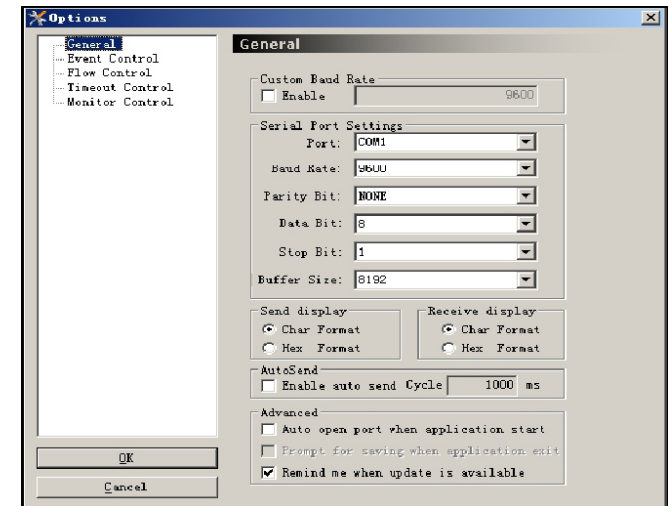 Options
General
Event Control
Flow Control
Timeout Control
Monitor Control
OK
Cancel
General
Custom Baud Rate
Enable 9600
Serial Port Settings
Port: COM1
Baud Rate: 9600
Parity Bit: NONE
Data Bit: 8
Stop Bit: 1
Buffer Size: 8192
Send display
Char Format
Hex Format
Receive display
Char Format
Hex Format
AutoSend
Enable auto send Cycle 1000 ms
Advanced
Auto open port when application start
Prompt for saving when application exit
Remind me when update is available